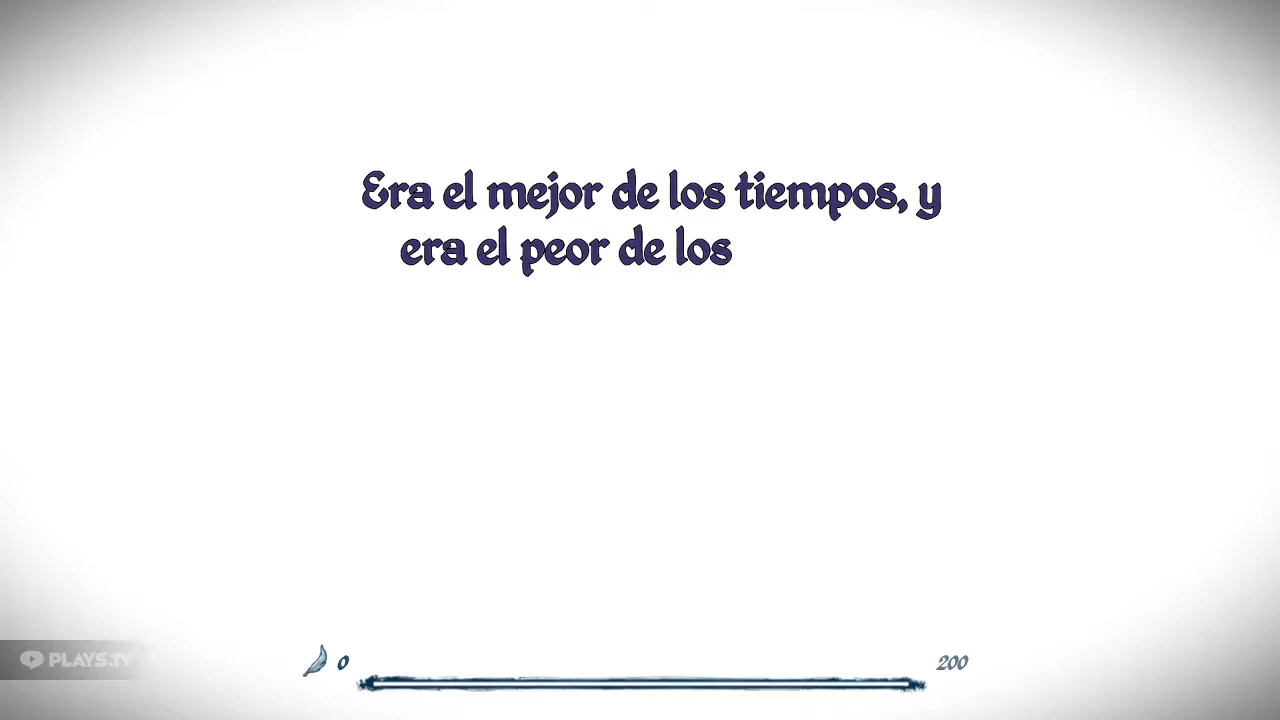 Era el mejor de los tiempos, y
era el peor de los
0
200
PLAYS.TV